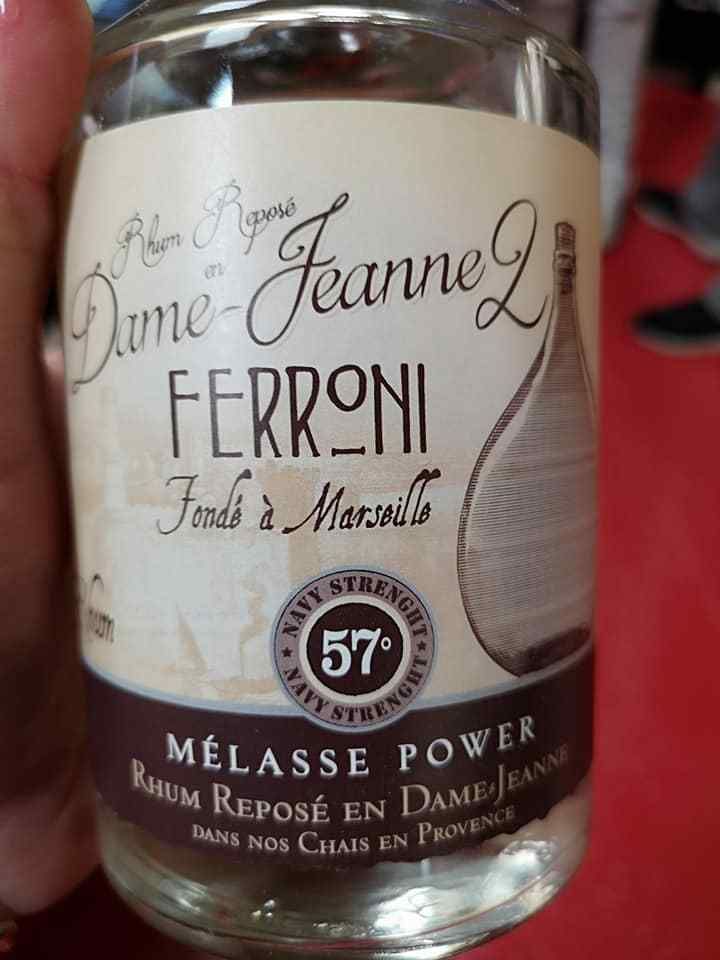 Rhum Reposé
en
Dame-Jeanne 2
FERRONI
Fondé à Marseille
Rhum
NAVY STRENGHT
57°
NAVY STRENGHT
MÉLASSE POWER
RHUM REPOSÉ EN DAME-JEANNE
DANS NOS CHAIS EN PROVENCE